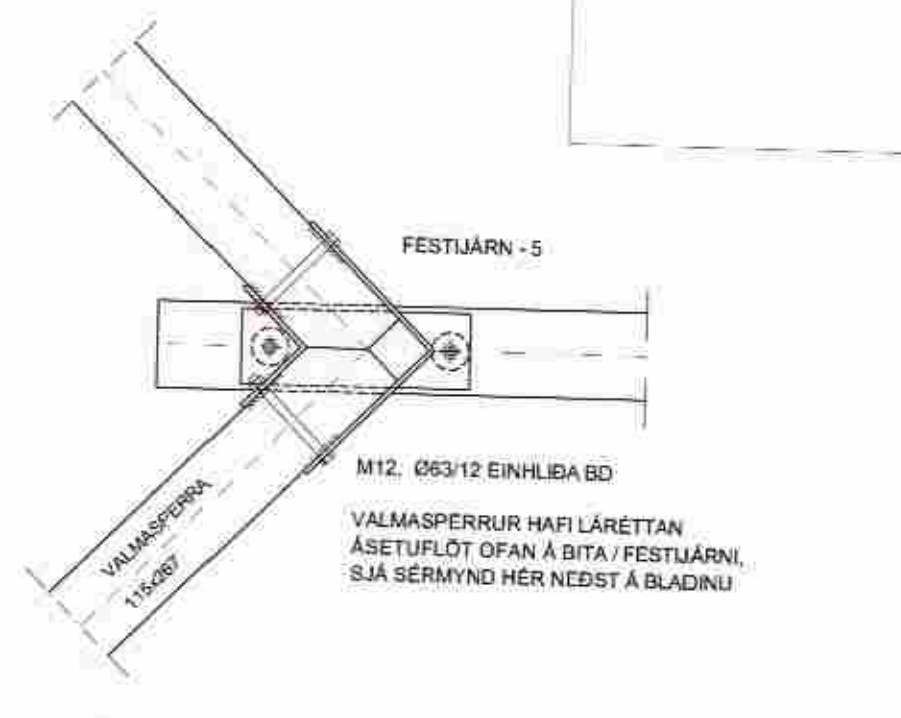 FESTIJÁRN - 5
M12. Ø63/12 EINHLIÐA BD
VALMASPERRUR HAFI LÁRÉTTAN
ÁSETUFLÖT OFAN Á BITA / FESTIJÁRNI,
SJÁ SÉRMYND HÉR NEÐST Á BLAÐINU
VALMASPERRA
115x267